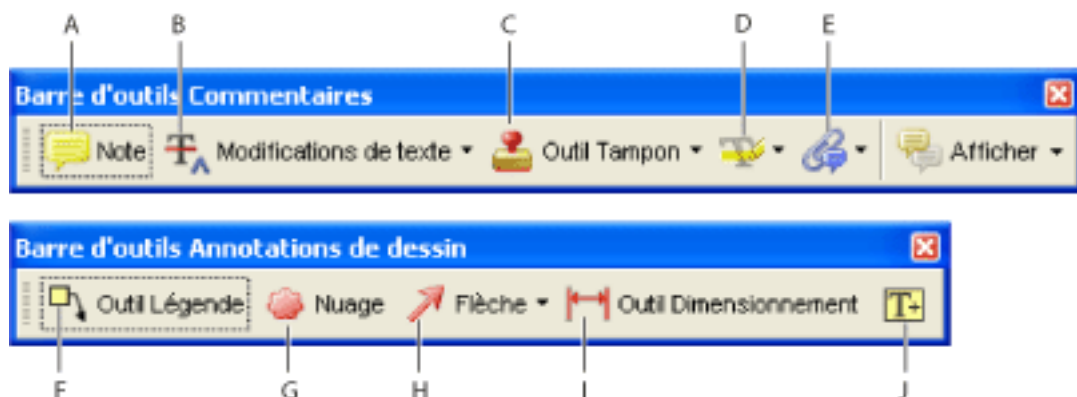 A B C D E
Barre d'outils Commentaires
Note Modifications de texte Outil Tampon Afficher
Barre d'outils Annotations de dessin
Outil Légende Nuage Flèche Outil Dimensionnement T+
F G H I J